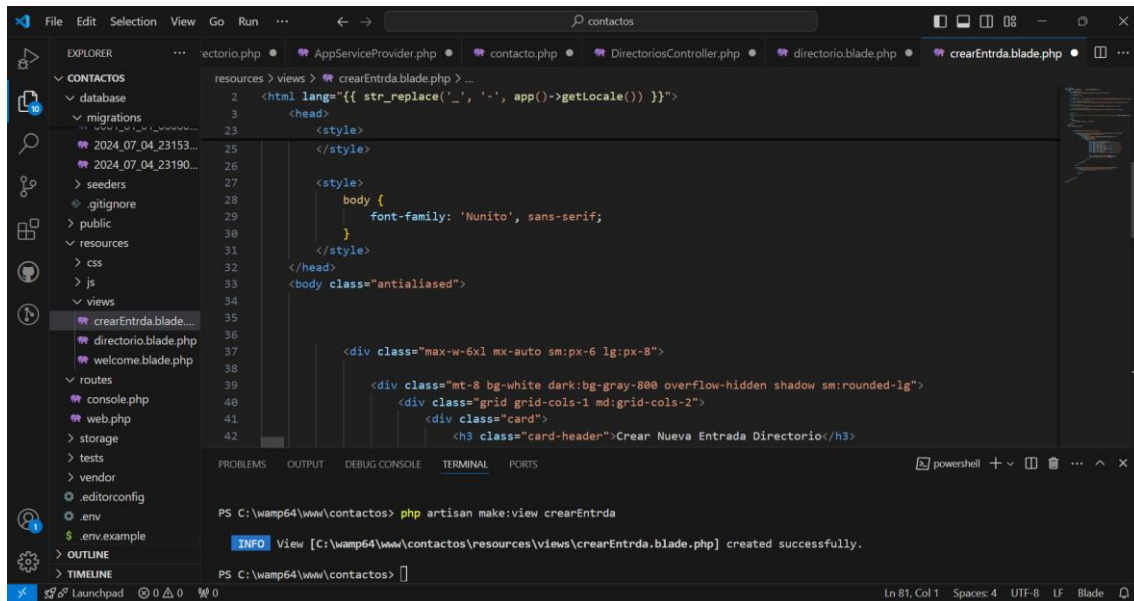 File Edit Selection View Go Run ··· contactos
EXPLORER ··· rectorio.php AppServiceProvider.php contacto.php DirectoriosController.php directorio.blade.php crearEntrda.blade.php ···
CONTACTOS
database
migrations
2024_07_04_23153...
2024_07_04_23190...
seeders
.gitignore
public
resources
css
js
views
crearEntrda.blade....
directorio.blade.php
welcome.blade.php
routes
console.php
web.php
storage
tests
vendor
.editorconfig
.env
.env.example
OUTLINE
TIMELINE
10
1
resources > views > crearEntrda.blade.php > ...
2 <html lang="{{ str_replace('_', '-', app()->getLocale()) }}">
3 <head>
23 <style>
25 </style>
26
27 <style>
28 body {
29 font-family: 'Nunito', sans-serif;
30 }
31 </style>
32 </head>
33 <body class="antialiased">
34
35
36
37 <div class="max-w-6xl mx-auto sm:px-6 lg:px-8">
38
39 <div class="mt-8 bg-white dark:bg-gray-800 overflow-hidden shadow sm:rounded-lg">
40 <div class="grid grid-cols-1 md:grid-cols-2">
41 <div class="card">
42 <h3 class="card-header">Crear Nueva Entrada Directorio</h3>
PROBLEMS OUTPUT DEBUG CONSOLE TERMINAL PORTS powershell ···
PS C:\wamp64\www\contactos> php artisan make:view crearEntrda
INFO View [C:\wamp64\www\contactos\resources\views\crearEntrda.blade.php] created successfully.
PS C:\wamp64\www\contactos>
Launchpad 0 0 0 Ln 81, Col 1 Spaces: 4 UTF-8 LF Blade